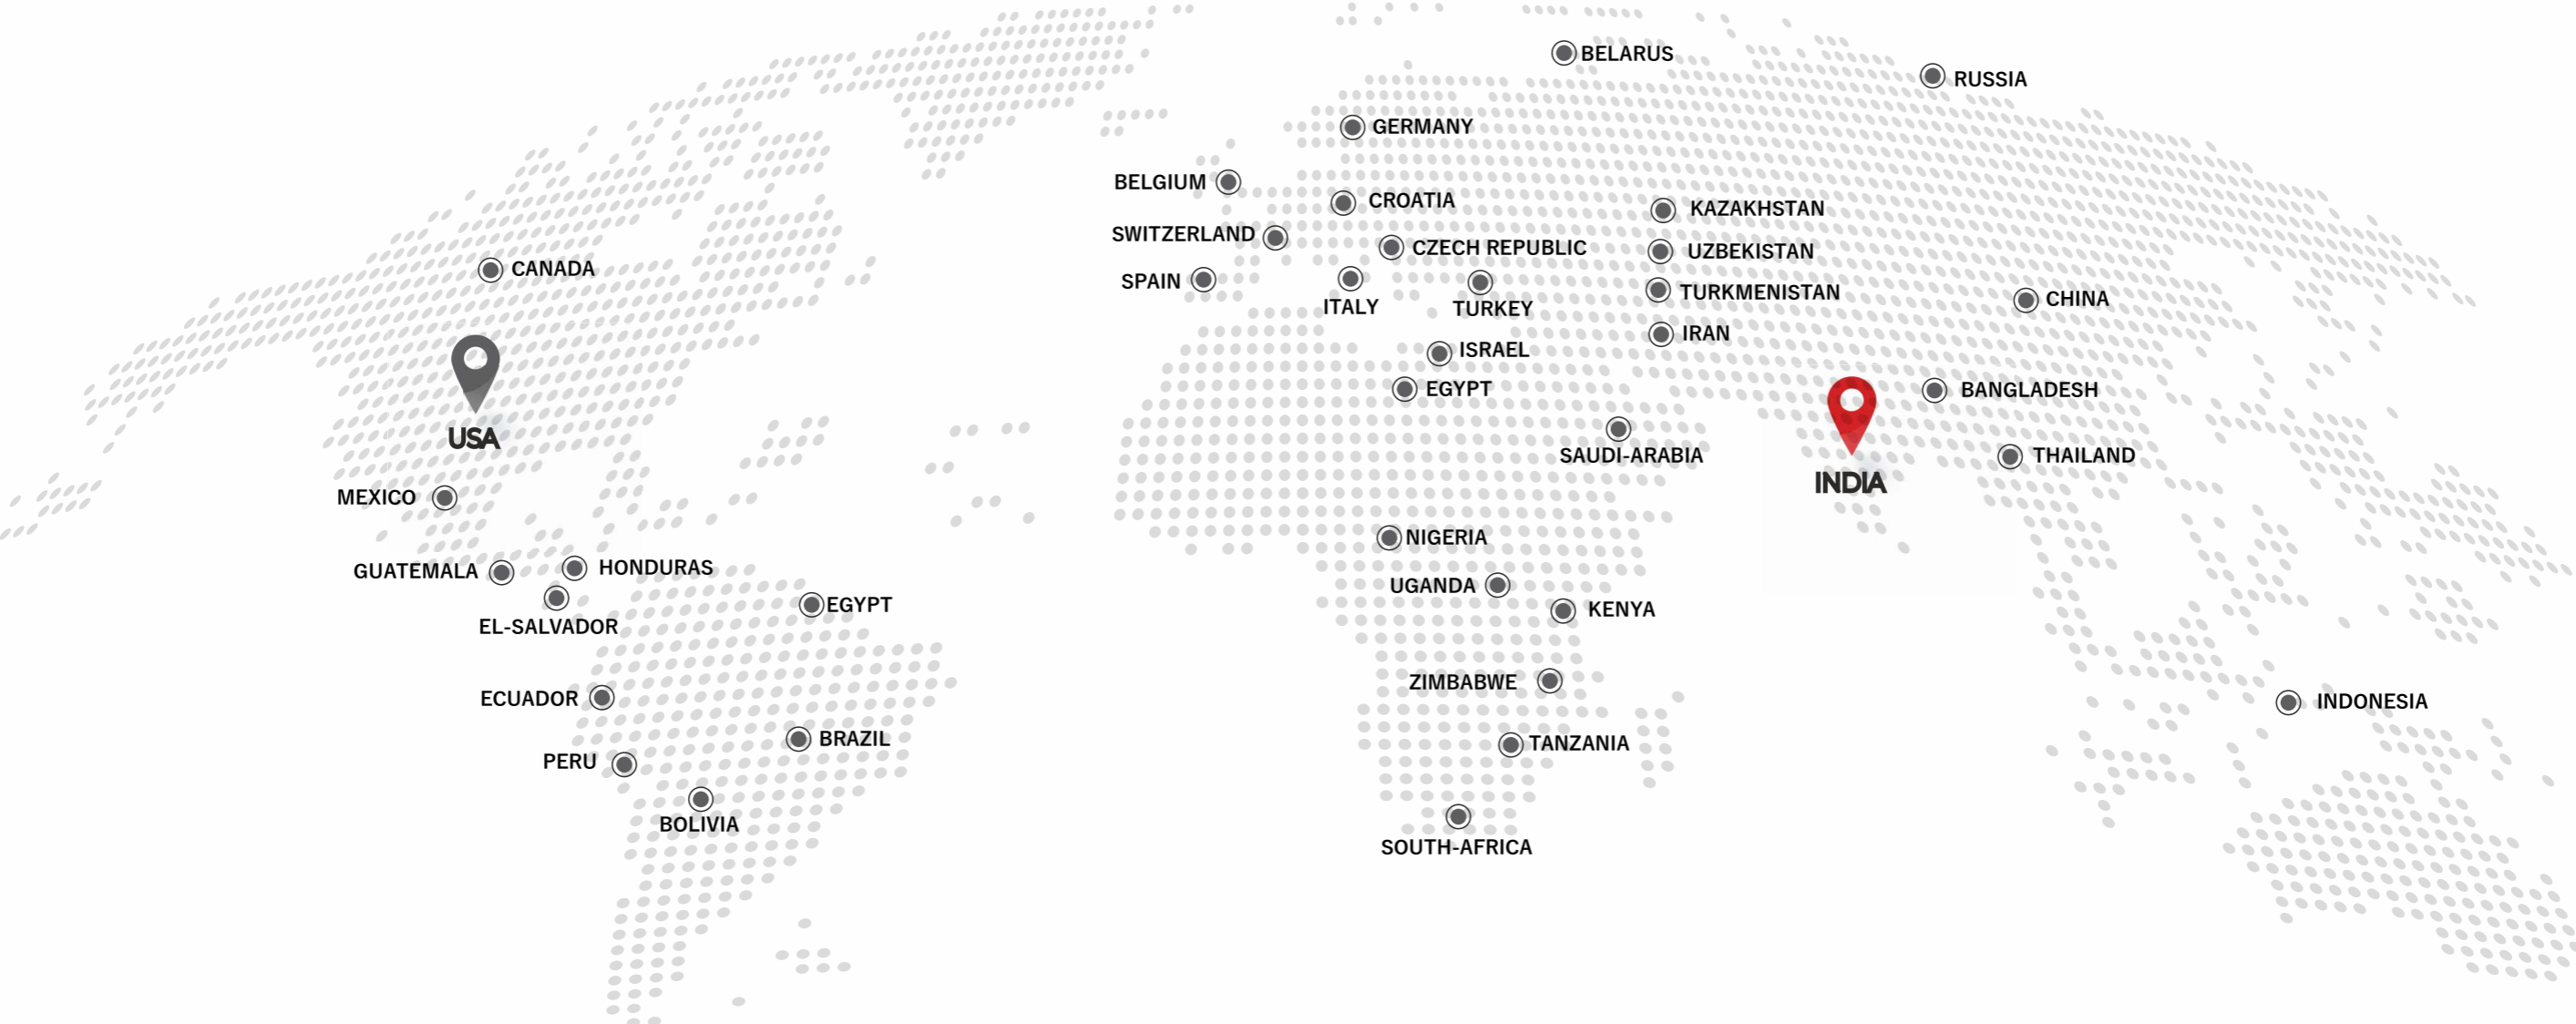 BELARUS
RUSSIA
GERMANY
BELGIUM
CROATIA
KAZAKHSTAN
SWITZERLAND
CZECH REPUBLIC
UZBEKISTAN
CANADA
SPAIN
ITALY
TURKEY
TURKMENISTAN
CHINA
IRAN
ISRAEL
EGYPT
BANGLADESH
USA
SAUDI-ARABIA
THAILAND
INDIA
MEXICO
NIGERIA
GUATEMALA
HONDURAS
UGANDA
EGYPT
KENYA
EL-SALVADOR
ZIMBABWE
ECUADOR
INDONESIA
BRAZIL
TANZANIA
PERU
BOLIVIA
SOUTH-AFRICA